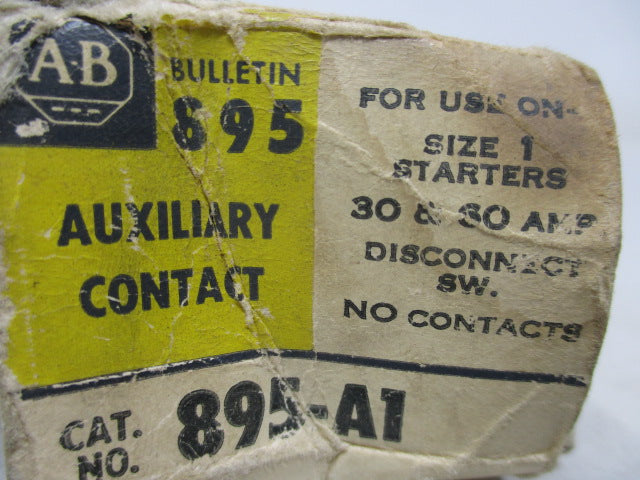 A-B
BULLETIN
895
AUXILIARY
CONTACT
FOR USE ON-
SIZE 1
STARTERS
30 & 60 AMP
DISCONNECT
SW.
NO CONTACTS
CAT. NO. 895-A1